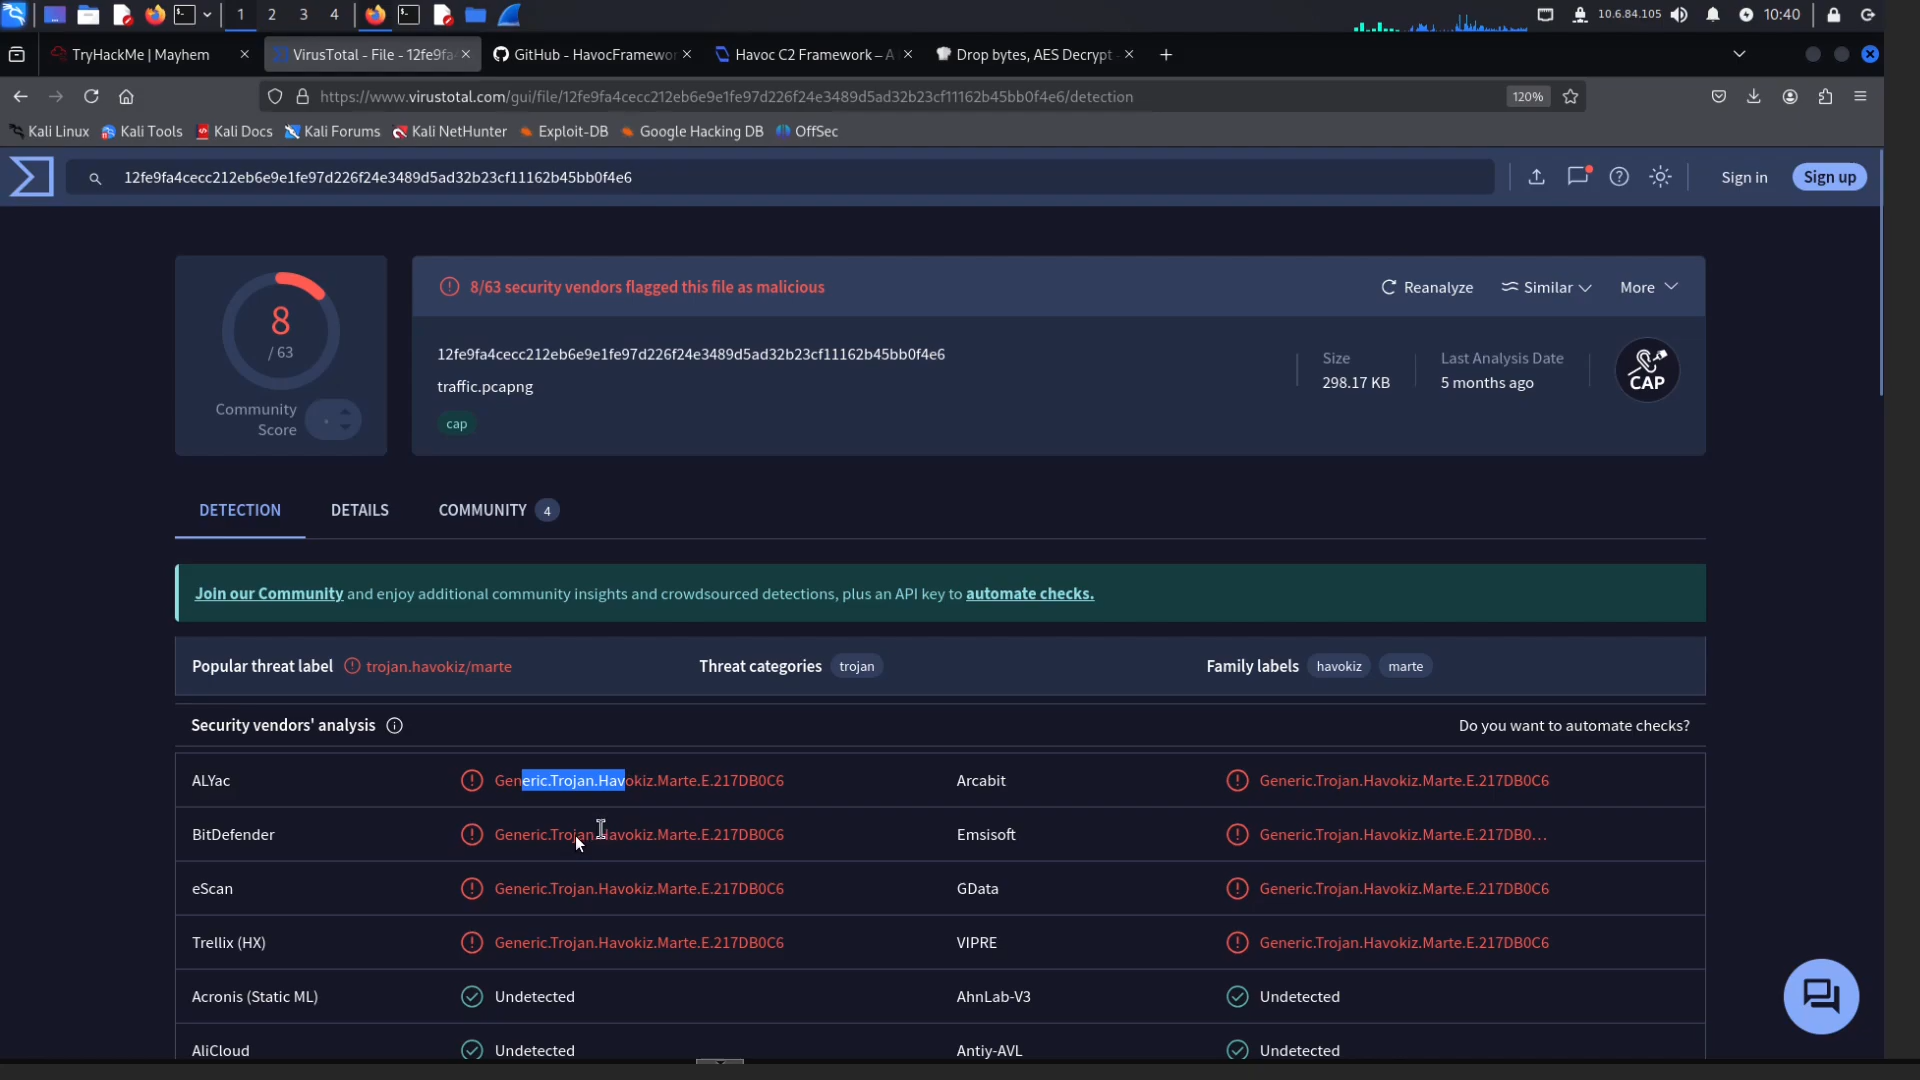 1 2 3 4 10.6.84.105 10:40
TryHackMe | Mayhem VirusTotal - File - 12fe9fa GitHub - HavocFramewor Havoc C2 Framework – A Drop bytes, AES Decrypt -
https://www.virustotal.com/gui/file/12fe9fa4cecc212eb6e9e1fe97d226f24e3489d5ad32b23cf11162b45bb0f4e6/detection 120%
Kali Linux Kali Tools Kali Docs Kali Forums Kali NetHunter Exploit-DB Google Hacking DB OffSec
12fe9fa4cecc212eb6e9e1fe97d226f24e3489d5ad32b23cf11162b45bb0f4e6 Sign in Sign up
8/63 security vendors flagged this file as malicious Reanalyze Similar More
8
/ 63
Community
Score
12fe9fa4cecc212eb6e9e1fe97d226f24e3489d5ad32b23cf11162b45bb0f4e6
traffic.pcapng
cap
Size
298.17 KB
Last Analysis Date
5 months ago
CAP
DETECTION DETAILS COMMUNITY 4
Join our Community and enjoy additional community insights and crowdsourced detections, plus an API key to automate checks.
Popular threat label trojan.havokiz/marte Threat categories trojan Family labels havokiz marte
Security vendors' analysis Do you want to automate checks?
ALYac Generic.Trojan.Havokiz.Marte.E.217DB0C6 Arcabit Generic.Trojan.Havokiz.Marte.E.217DB0C6
BitDefender Generic.Trojan.Havokiz.Marte.E.217DB0C6 Emsisoft Generic.Trojan.Havokiz.Marte.E.217DB0...
eScan Generic.Trojan.Havokiz.Marte.E.217DB0C6 GData Generic.Trojan.Havokiz.Marte.E.217DB0C6
Trellix (HX) Generic.Trojan.Havokiz.Marte.E.217DB0C6 VIPRE Generic.Trojan.Havokiz.Marte.E.217DB0C6
Acronis (Static ML) Undetected AhnLab-V3 Undetected
AliCloud Undetected Antiy-AVL Undetected